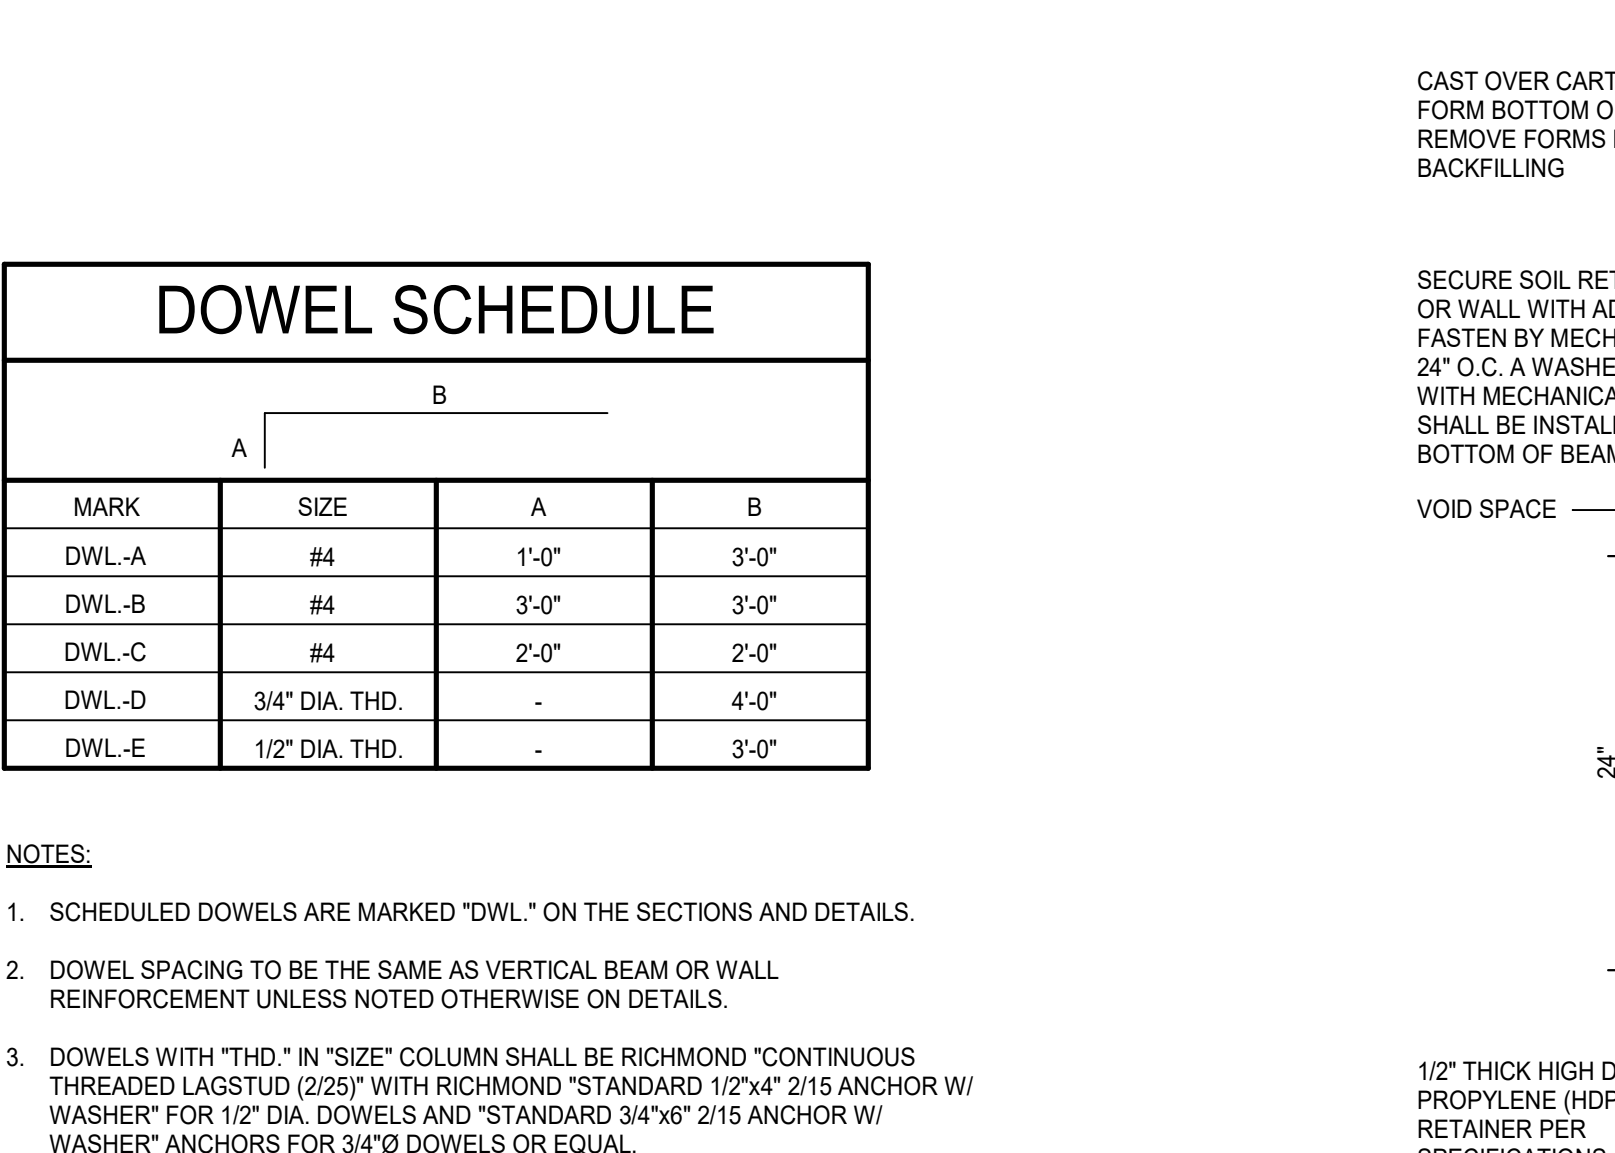 DOWEL SCHEDULE
B
A
MARK SIZE A B
DWL.-A #4 1'-0" 3'-0"
DWL.-B #4 3'-0" 3'-0"
DWL.-C #4 2'-0" 2'-0"
DWL.-D 3/4" DIA. THD. - 4'-0"
DWL.-E 1/2" DIA. THD. - 3'-0"
NOTES:
1. SCHEDULED DOWELS ARE MARKED "DWL." ON THE SECTIONS AND DETAILS.
2. DOWEL SPACING TO BE THE SAME AS VERTICAL BEAM OR WALL
REINFORCEMENT UNLESS NOTED OTHERWISE ON DETAILS.
3. DOWELS WITH "THD." IN "SIZE" COLUMN SHALL BE RICHMOND "CONTINUOUS
THREADED LAGSTUD (2/25)" WITH RICHMOND "STANDARD 1/2"x4" 2/15 ANCHOR W/
WASHER" FOR 1/2" DIA. DOWELS AND "STANDARD 3/4"x6" 2/15 ANCHOR W/
WASHER" ANCHORS FOR 3/4"Ø DOWELS OR EQUAL.
CAST OVER CART
FORM BOTTOM O
REMOVE FORMS
BACKFILLING
SECURE SOIL RET
OR WALL WITH AD
FASTEN BY MECH
24" O.C. A WASHE
WITH MECHANICA
SHALL BE INSTAL
BOTTOM OF BEAM
VOID SPACE
24"
1/2" THICK HIGH D
PROPYLENE (HDP
RETAINER PER
SPECIFICATIONS